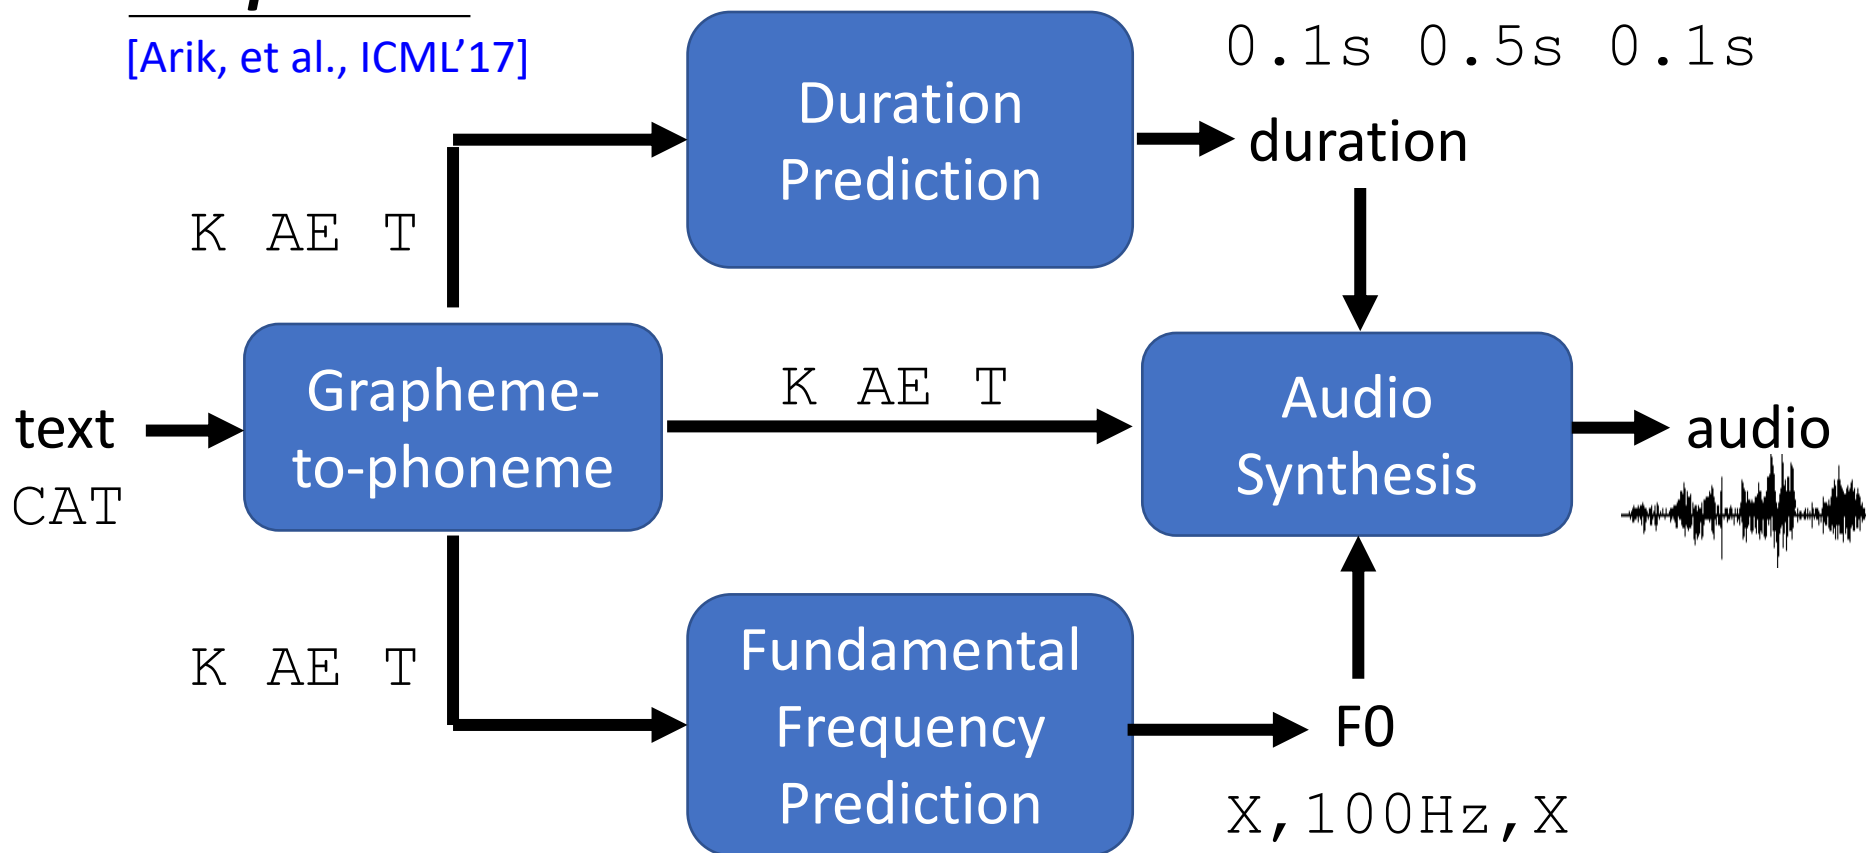 [Arik, et al., ICML’17]
0.1s 0.5s 0.1s
Duration
Prediction
duration
K AE T
Grapheme-
to-phoneme
K AE T
Audio
Synthesis
text
CAT
audio
K AE T
Fundamental
Frequency
Prediction
F0
X,100Hz,X